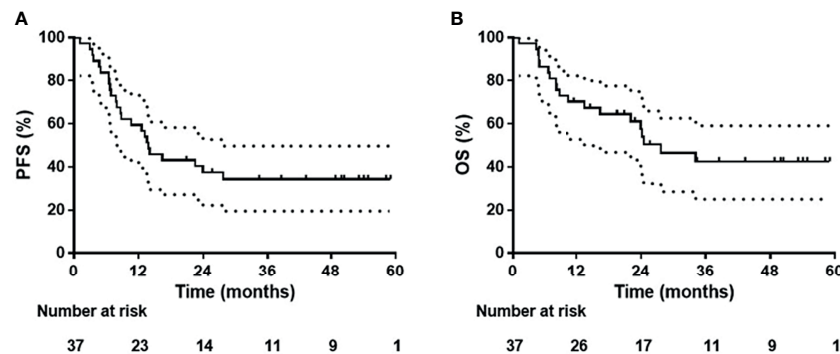 A
100
80
60
40
20
0
PFS (%)
0 12 24 36 48 60
Time (months)
Number at risk
37 23 14 11 9 1
B
100
80
60
40
20
0
OS (%)
0 12 24 36 48 60
Time (months)
Number at risk
37 26 17 11 9 1